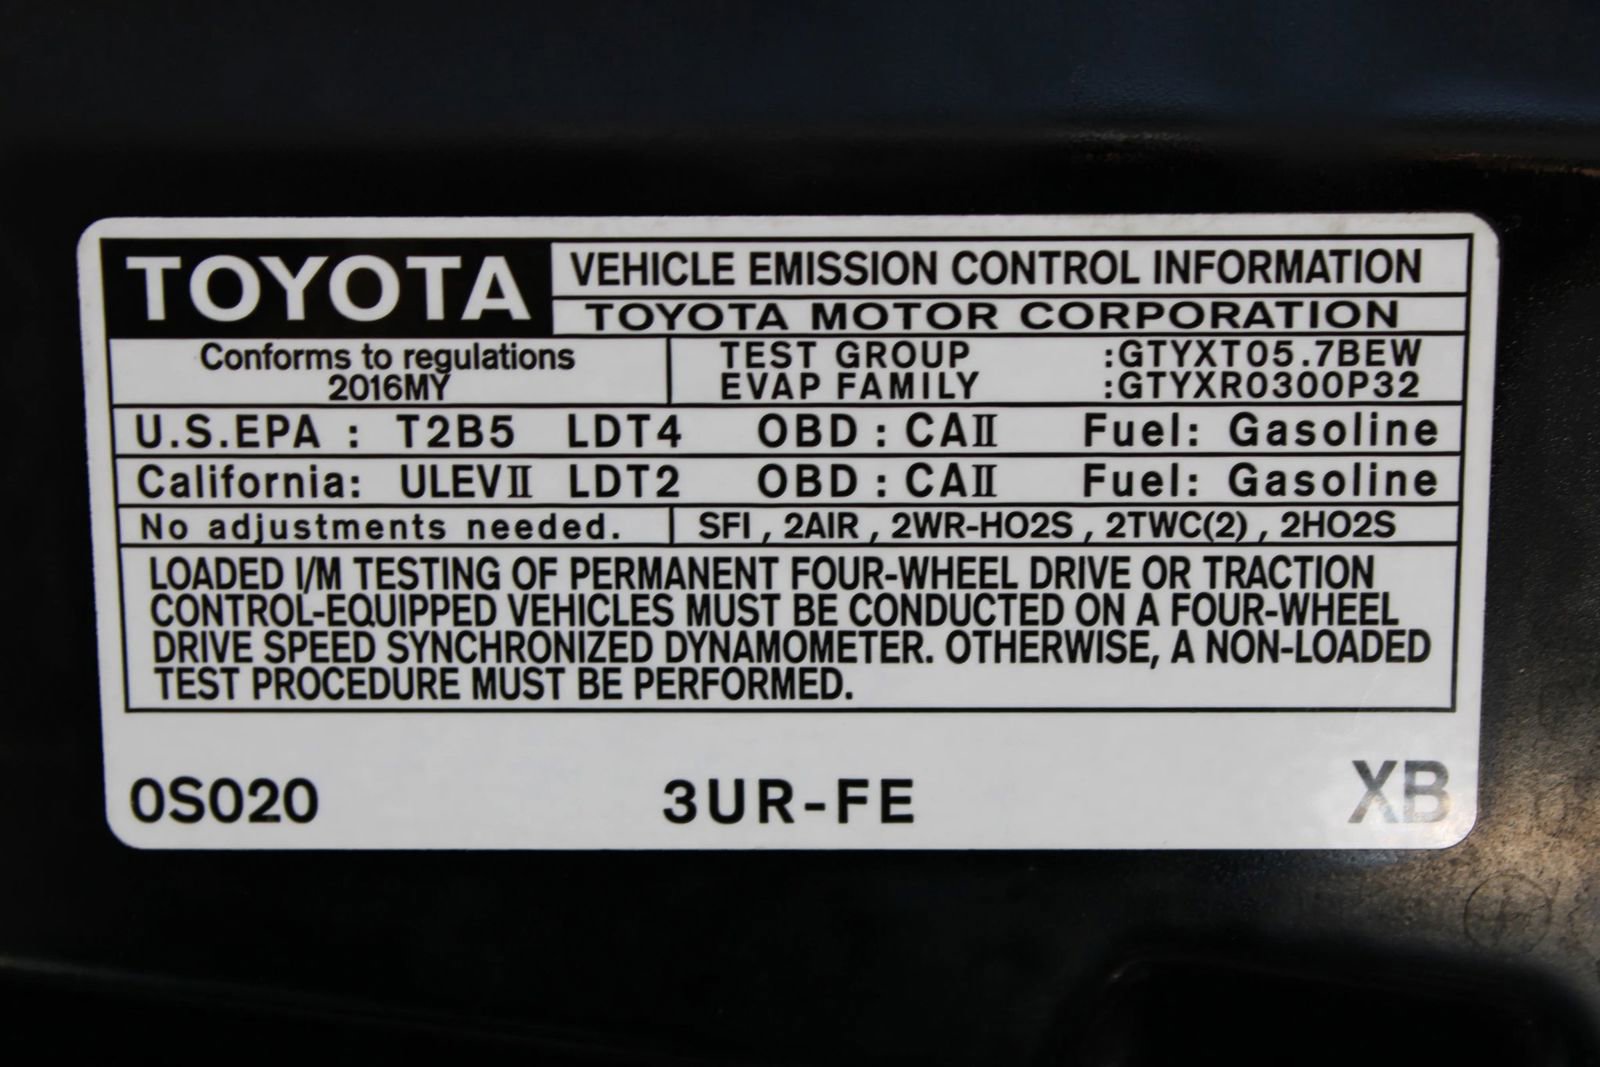 TOYOTA VEHICLE EMISSION CONTROL INFORMATION
TOYOTA MOTOR CORPORATION
Conforms to regulations
2016MY
TEST GROUP :GTYXT05.7BEW
EVAP FAMILY :GTYXR0300P32
U.S.EPA : T2B5 LDT4 OBD : CAⅡ Fuel: Gasoline
California: ULEVⅡ LDT2 OBD : CAⅡ Fuel: Gasoline
No adjustments needed. SFI , 2AIR , 2WR-HO2S , 2TWC(2) , 2HO2S
LOADED I/M TESTING OF PERMANENT FOUR-WHEEL DRIVE OR TRACTION
CONTROL-EQUIPPED VEHICLES MUST BE CONDUCTED ON A FOUR-WHEEL
DRIVE SPEED SYNCHRONIZED DYNAMOMETER. OTHERWISE, A NON-LOADED
TEST PROCEDURE MUST BE PERFORMED.
0S020 3UR-FE XB